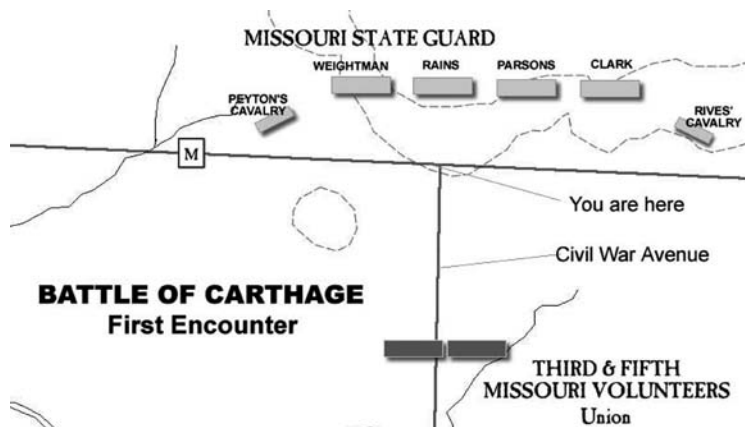 MISSOURI STATE GUARD
WEIGHTMAN
RAINS
PARSONS
CLARK
PEYTON'S
CAVALRY
RIVES'
CAVALRY
M
You are here
Civil War Avenue
BATTLE OF CARTHAGE
First Encounter
THIRD & FIFTH
MISSOURI VOLUNTEERS
Union